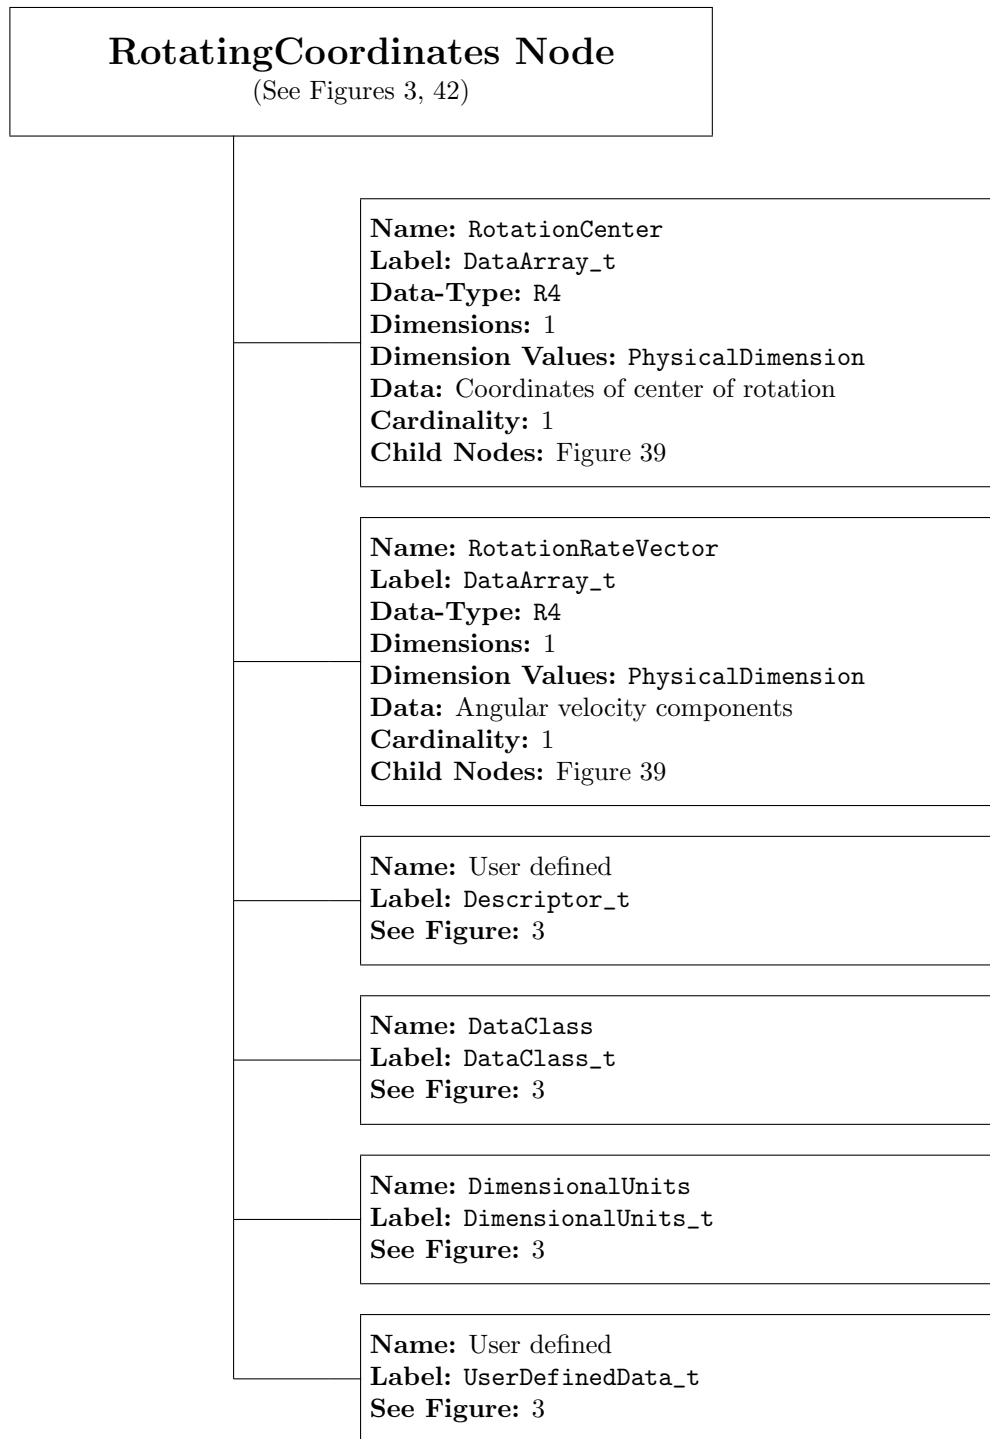 RotatingCoordinates Node
(See Figures 3, 42)
Name: RotationCenter
Label: DataArray_t
Data-Type: R4
Dimensions: 1
Dimension Values: PhysicalDimension
Data: Coordinates of center of rotation
Cardinality: 1
Child Nodes: Figure 39
Name: RotationRateVector
Label: DataArray_t
Data-Type: R4
Dimensions: 1
Dimension Values: PhysicalDimension
Data: Angular velocity components
Cardinality: 1
Child Nodes: Figure 39
Name: User defined
Label: Descriptor_t
See Figure: 3
Name: DataClass
Label: DataClass_t
See Figure: 3
Name: DimensionalUnits
Label: DimensionalUnits_t
See Figure: 3
Name: User defined
Label: UserDefinedData_t
See Figure: 3